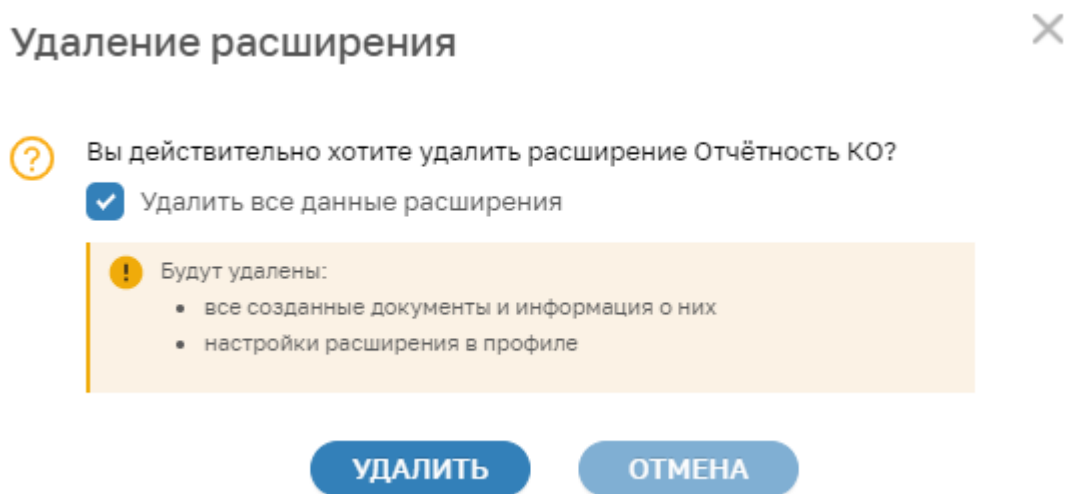 Удаление расширения
Вы действительно хотите удалить расширение Отчётность КО?
Удалить все данные расширения
Будут удалены:
• все созданные документы и информация о них
• настройки расширения в профиле
УДАЛИТЬ
ОТМЕНА